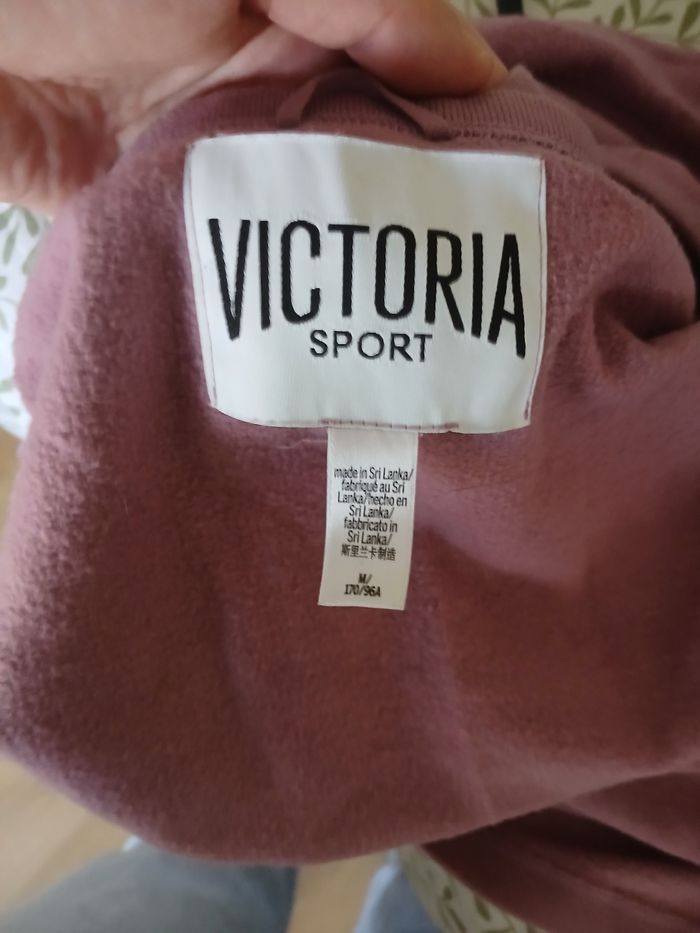 VICTORIA
SPORT
made in Sri Lanka/
fabriqué au Sri
Lanka/hecho en
Sri Lanka/
fabbricato in
Sri Lanka/
斯里兰卡制造
M/
170/96A